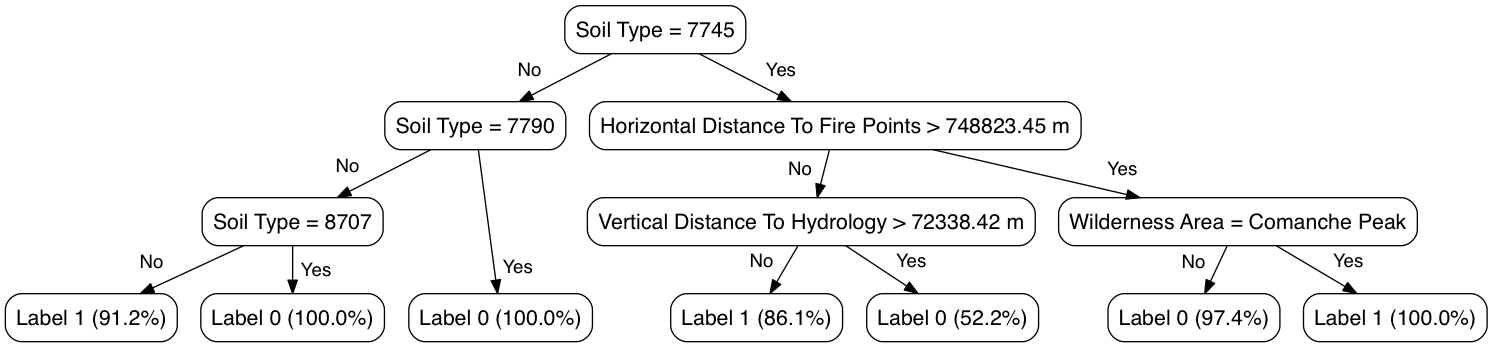 Soil Type = 7745
No
Yes
Soil Type = 7790
Horizontal Distance To Fire Points > 748823.45 m
No
No
Yes
Soil Type = 8707
Vertical Distance To Hydrology > 72338.42 m
Wilderness Area = Comanche Peak
No
Yes
Yes
No
Yes
No
Yes
Label 1 (91.2%)
Label 0 (100.0%)
Label 0 (100.0%)
Label 1 (86.1%)
Label 0 (52.2%)
Label 0 (97.4%)
Label 1 (100.0%)